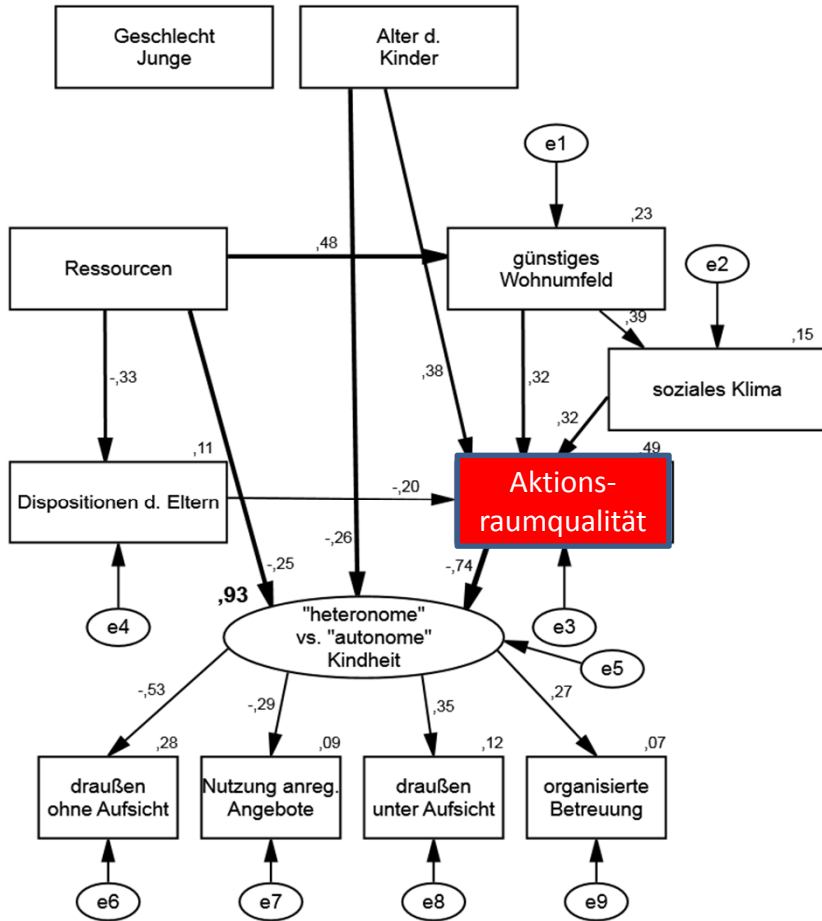 Geschlecht
Junge
Alter d.
Kinder
e1
,23
Ressourcen
,48
günstiges
Wohnumfeld
e2
,39
,15
-,33
,38
,32
soziales Klima
,32
,11
,49
Dispositionen d. Eltern
-,20
Aktions-
raumqualität
-,26
-,25
-,74
,93
e4
"heteronome"
vs. "autonome"
Kindheit
e3
e5
-,53
-,29
,35
,27
,28
,09
,12
,07
draußen
ohne Aufsicht
Nutzung anreg.
Angebote
draußen
unter Aufsicht
organisierte
Betreuung
e6
e7
e8
e9